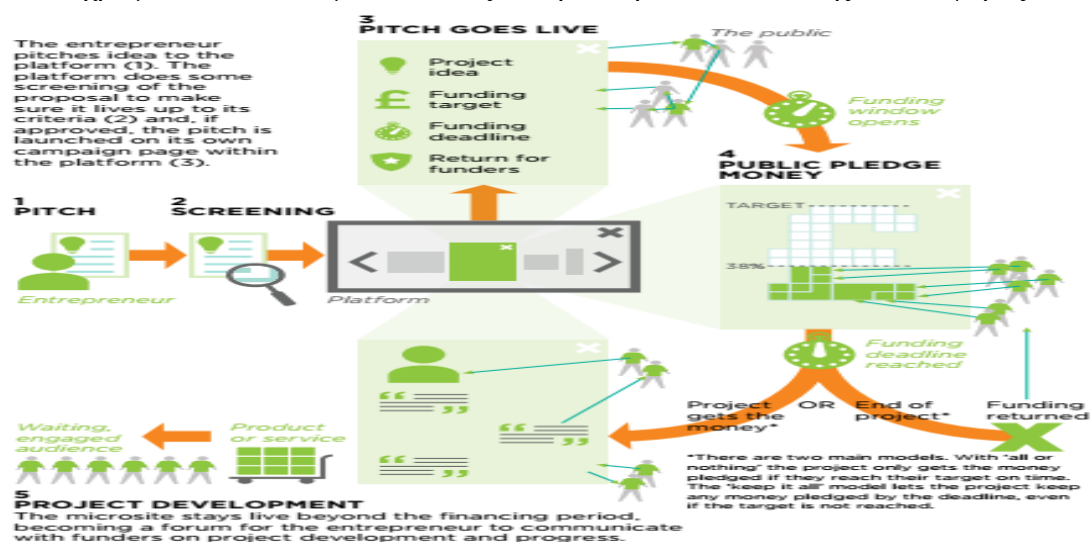 The entrepreneur
pitches idea to the
platform (1). The
platform does some
screening of the
proposal to make
sure it lives up to its
criteria (2) and, if
approved, the pitch is
launched on its own
campaign page within
the platform (3).
1
PITCH
2
SCREENING
Entrepreneur
Platform
3
PITCH GOES LIVE
Project
idea
£
Funding
target
Funding
deadline
Return for
funders
The public
Funding
window
opens
4
PUBLIC PLEDGE
MONEY
TARGET
38%
Funding
deadline
reached
Project
gets the
money*
OR
End of
project*
Funding
returned
*There are two main models. With 'all or
nothing' the project only gets the money
pledged if they reach their target on time.
The 'keep it all' model lets the project keep
any money pledged by the deadline, even
if the target is not reached.
Waiting,
engaged
audience
Product
or service
5
PROJECT DEVELOPMENT
The microsite stays live beyond the financing period,
becoming a forum for the entrepreneur to communicate
with funders on project development and progress.